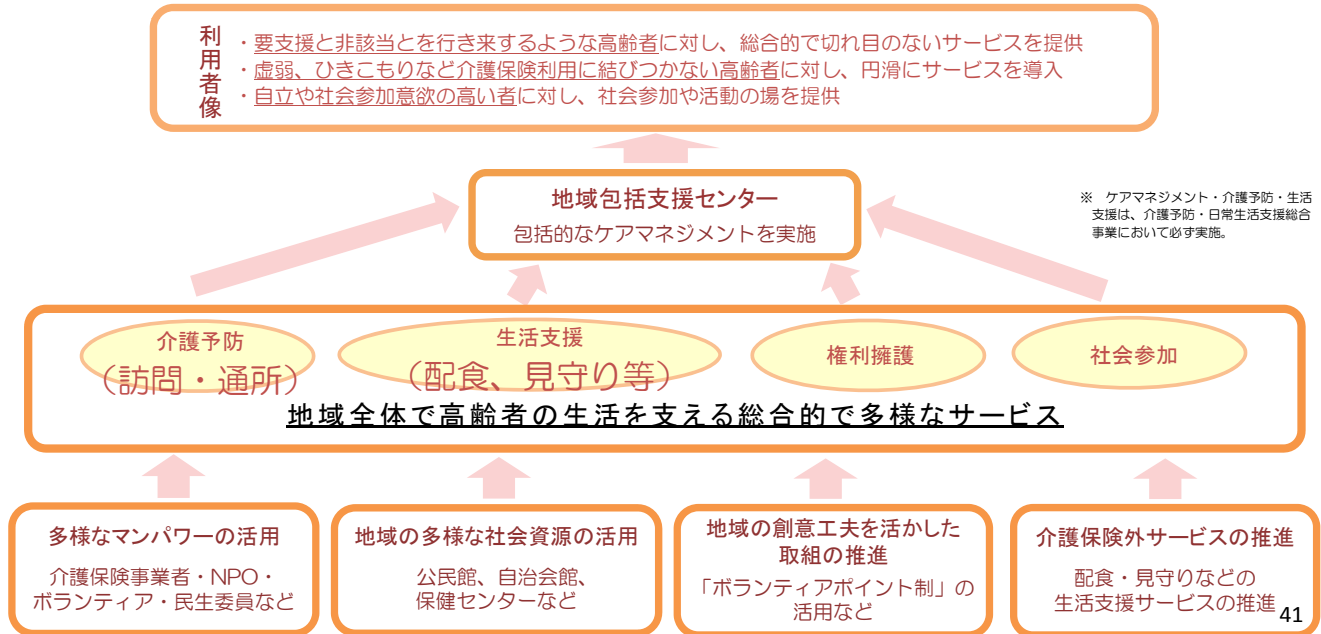 利用者像
・要支援と非該当とを行き来するような高齢者に対し、総合的で切れ目のないサービスを提供
・虚弱、ひきこもりなど介護保険利用に結びつかない高齢者に対し、円滑にサービスを導入
・自立や社会参加意欲の高い者に対し、社会参加や活動の場を提供
地域包括支援センター
包括的なケアマネジメントを実施
※ ケアマネジメント・介護予防・生活
支援は、介護予防・日常生活支援総合
事業において必ず実施。
介護予防
（訪問・通所）
生活支援
（配食、見守り等）
権利擁護
社会参加
地域全体で高齢者の生活を支える総合的で多様なサービス
多様なマンパワーの活用
介護保険事業者・NPO・
ボランティア・民生委員など
地域の多様な社会資源の活用
公民館、自治会館、
保健センターなど
地域の創意工夫を活かした
取組の推進
「ボランティアポイント制」の
活用など
介護保険外サービスの推進
配食・見守りなどの
生活支援サービスの推進
41